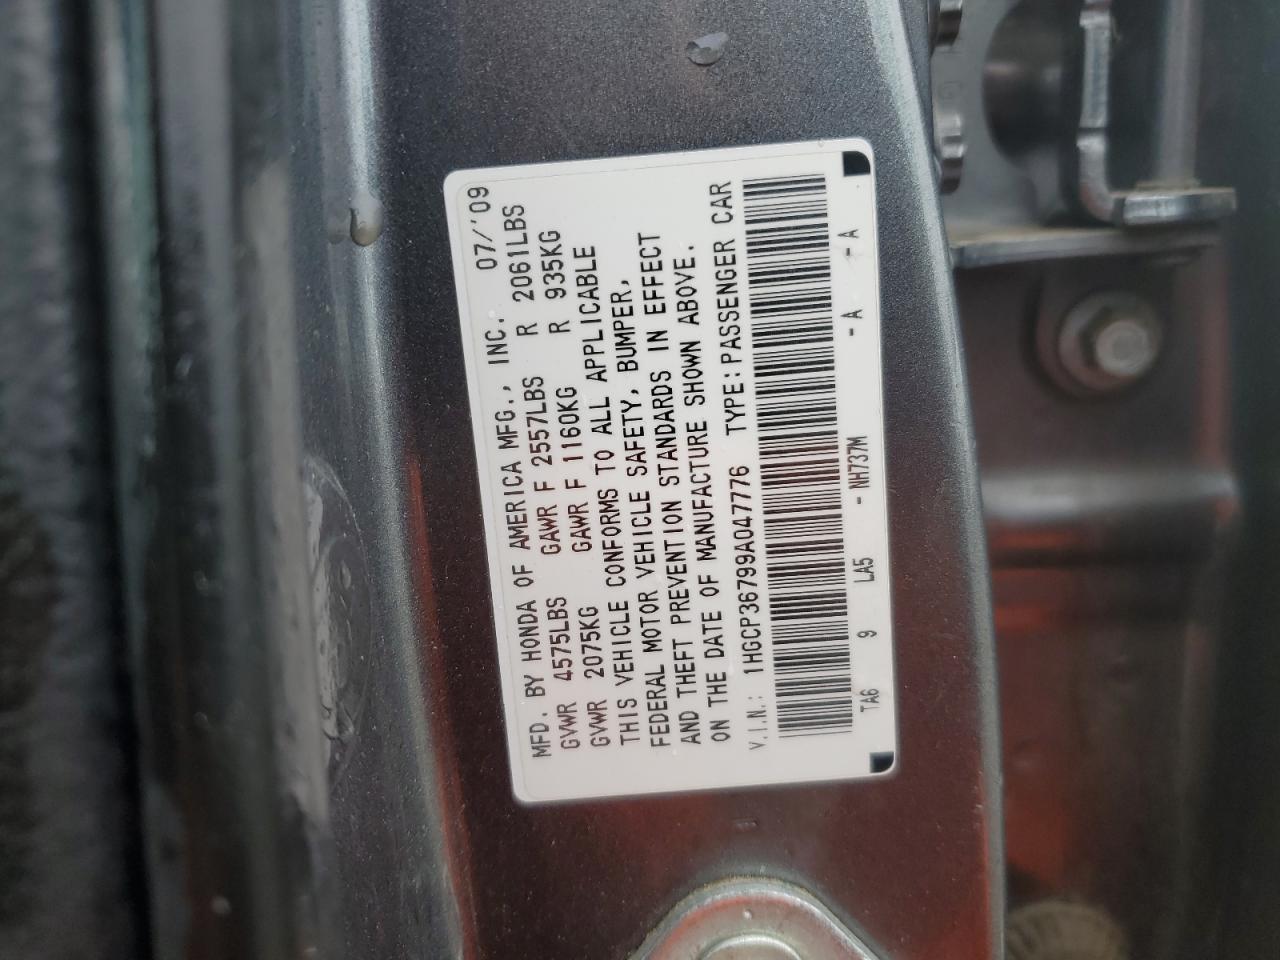 MFD. BY HONDA OF AMERICA MFG., INC. 07/'09
GVWR 4575LBS GAWR F 2557LBS R 2061LBS
GVWR 2075KG GAWR F 1160KG R 935KG
THIS VEHICLE CONFORMS TO ALL APPLICABLE
FEDERAL MOTOR VEHICLE SAFETY, BUMPER,
AND THEFT PREVENTION STANDARDS IN EFFECT
ON THE DATE OF MANUFACTURE SHOWN ABOVE.
V.I.N.: 1HGCP36799A047776 TYPE:PASSENGER CAR
TA6 9 LA5 - NH737M - A - A